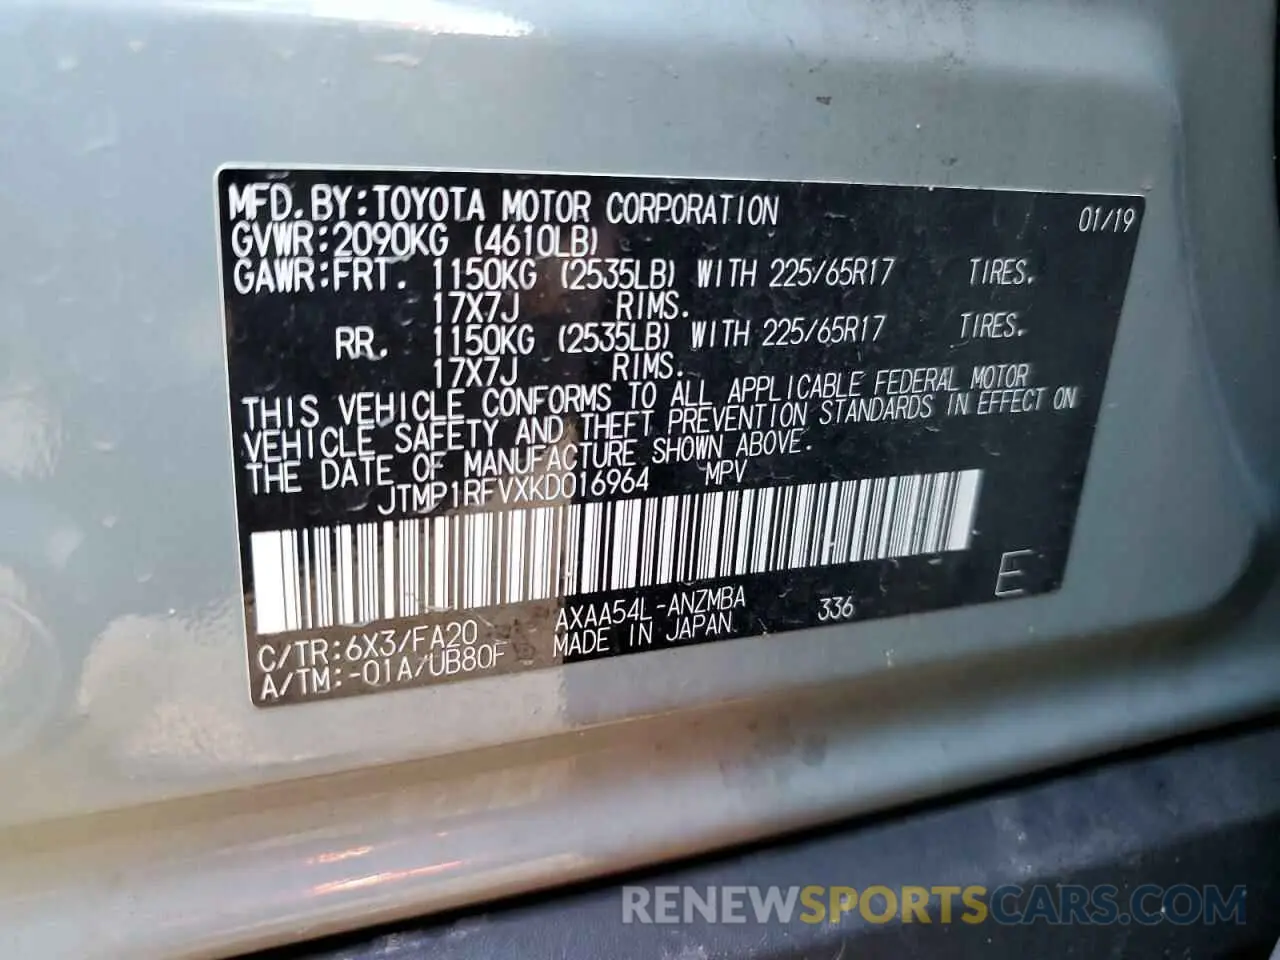 MFD. BY: TOYOTA MOTOR CORPORATION 01/19
GVWR: 2090KG (4610LB)
GAWR: FRT. 1150KG (2535LB) WITH 225/65R17 TIRES.
17X7J RIMS.
RR. 1150KG (2535LB) WITH 225/65R17 TIRES.
17X7J RIMS.
THIS VEHICLE CONFORMS TO ALL APPLICABLE FEDERAL MOTOR
VEHICLE SAFETY AND THEFT PREVENTION STANDARDS IN EFFECT ON
THE DATE OF MANUFACTURE SHOWN ABOVE.
JTMP1RFVXKD016964 MPV
E
C/TR: 6X3/FA20 AXAA54L-ANZMBA 336
A/TM: -01A/UB80F MADE IN JAPAN
RENEWSPORTSCARS.COM